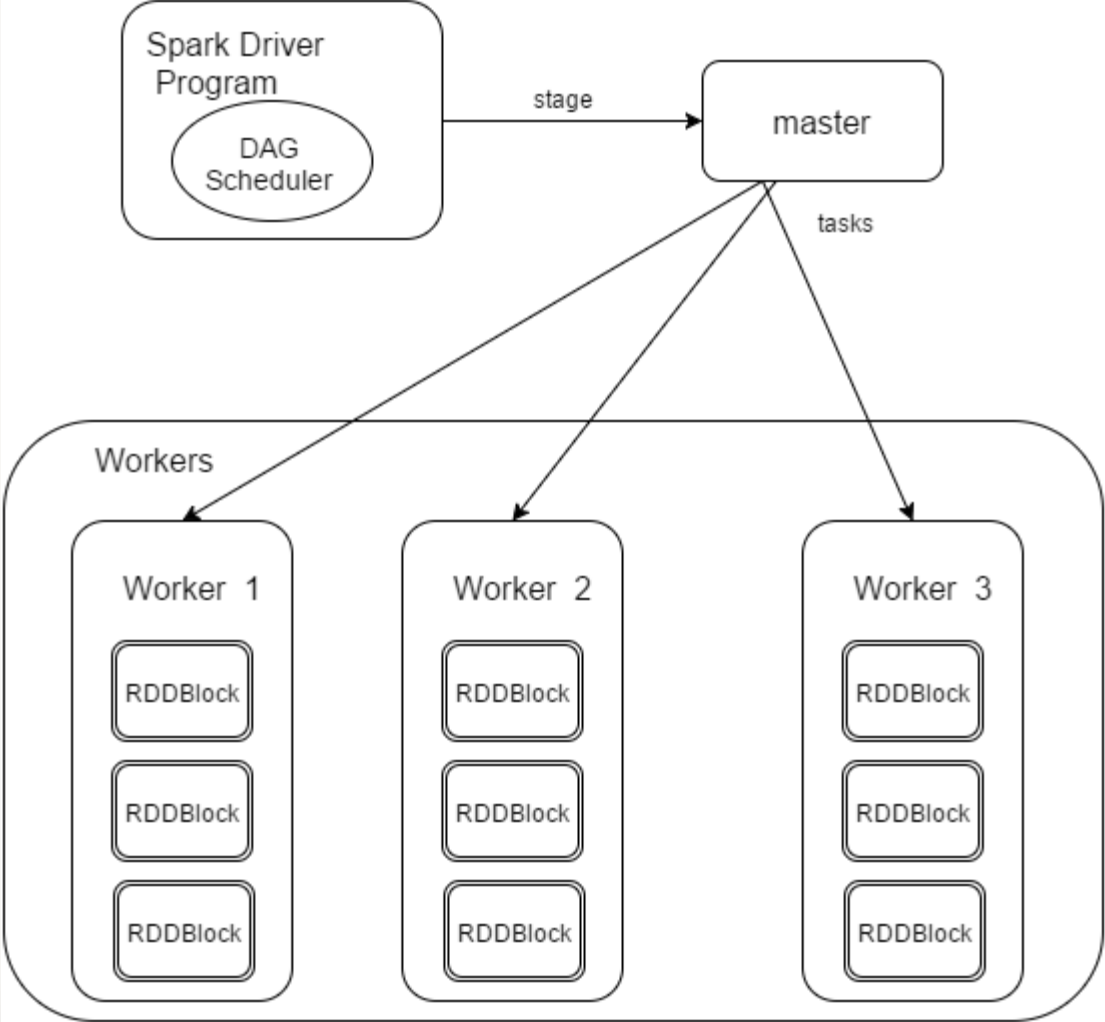 Spark Driver
Program
DAG
Scheduler
stage
master
tasks
Workers
Worker 1
Worker 2
Worker 3
RDDBlock
RDDBlock
RDDBlock
RDDBlock
RDDBlock
RDDBlock
RDDBlock
RDDBlock
RDDBlock